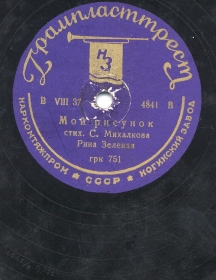 Грампласттрест
НЗ
В VIII 37 4841 В
Мой рисунок
стих. С. Михалкова
Рина Зеленая
грк 751
НАРКОМТЯЖПРОМ ★ СССР ★ НОГИНСКИЙ ЗАВОД